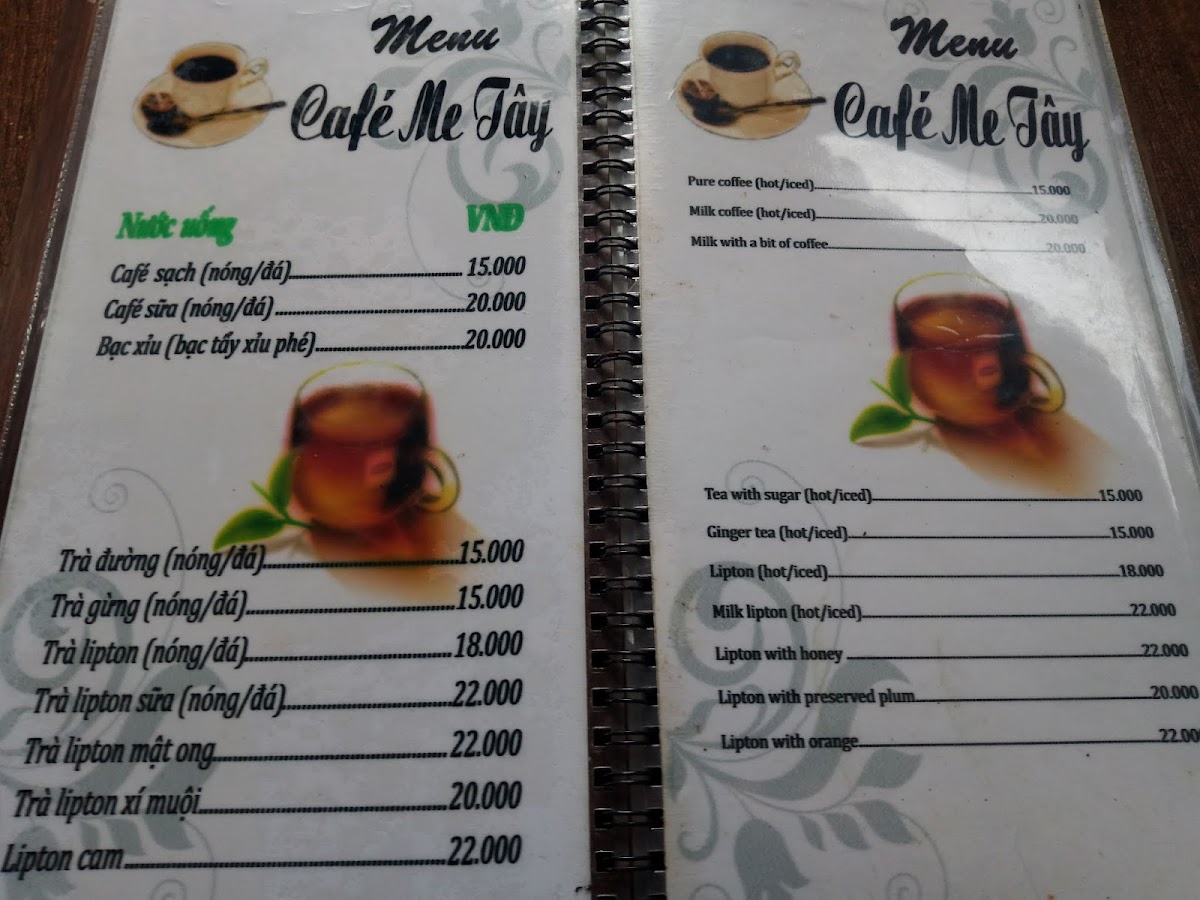 Menu
Café Me Tây
Nước uống VNĐ
Café sạch (nóng/đá) 15.000
Café sữa (nóng/đá) 20.000
Bạc xỉu (bạc tẩy xỉu phé) 20.000
Trà đường (nóng/đá) 15.000
Trà gừng (nóng/đá) 15.000
Trà lipton (nóng/đá) 18.000
Trà lipton sữa (nóng/đá) 22.000
Trà lipton mật ong 22.000
Trà lipton xí muội 20.000
Lipton cam 22.000
Menu
Café Me Tây
Pure coffee (hot/iced) 15.000
Milk coffee (hot/iced) 20.000
Milk with a bit of coffee 20.000
Tea with sugar (hot/iced) 15.000
Ginger tea (hot/iced) 15.000
Lipton (hot/iced) 18.000
Milk lipton (hot/iced) 22.000
Lipton with honey 22.000
Lipton with preserved plum 20.000
Lipton with orange 22.000